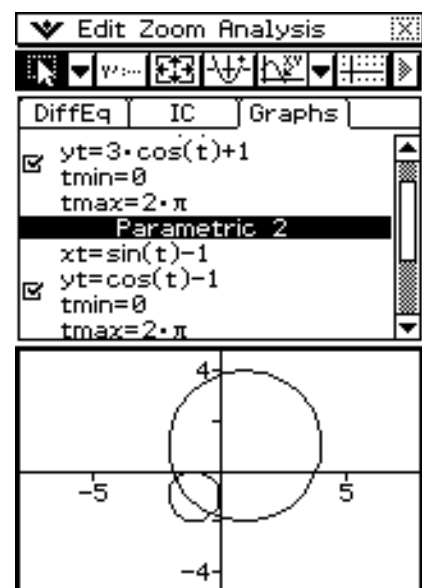 Edit Zoom Analysis
DiffEq IC Graphs
yt=3·cos(t)+1
tmin=0
tmax=2·π
Parametric 2
xt=sin(t)-1
yt=cos(t)-1
tmin=0
tmax=2·π
4
-5 5
-4